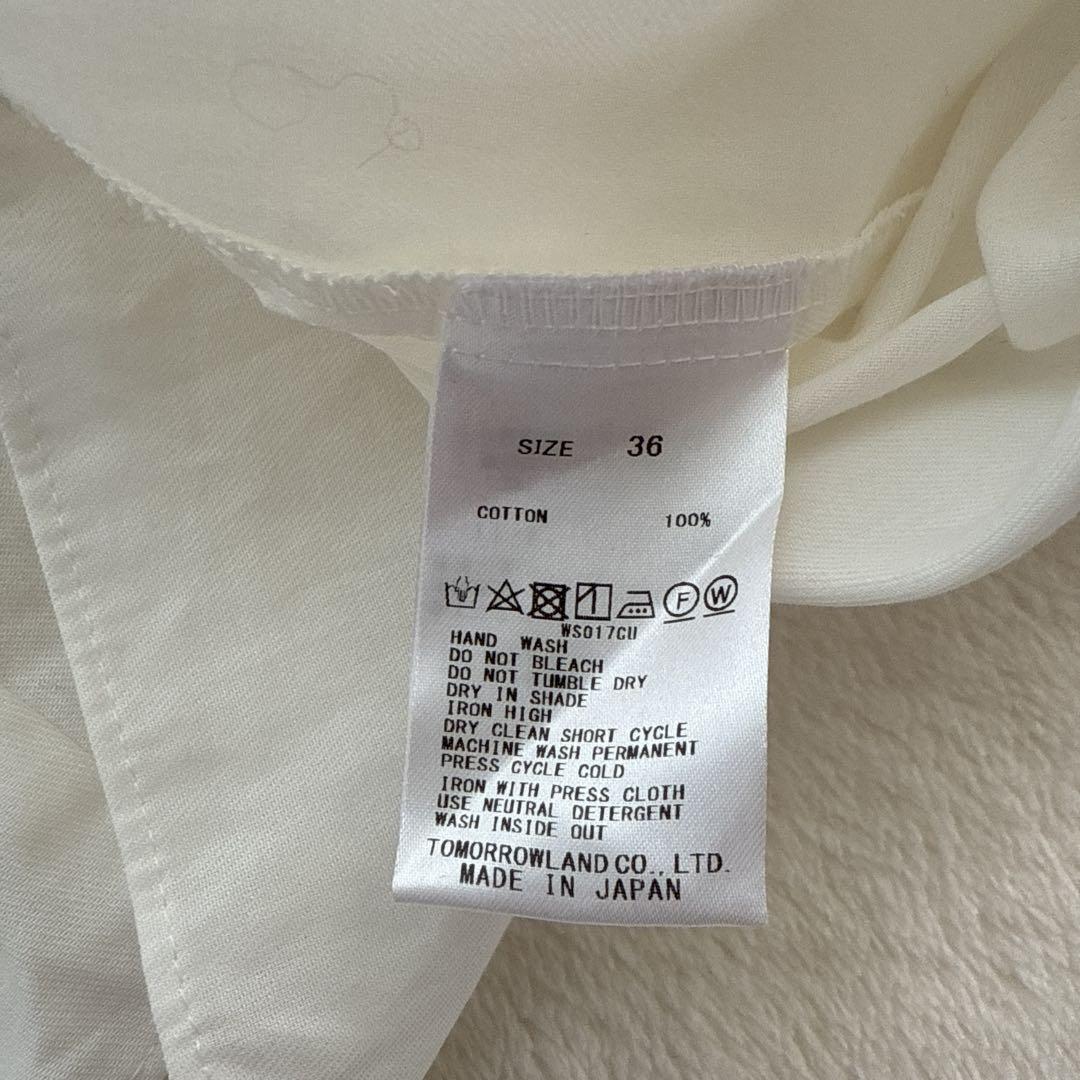 SIZE 36
COTTON 100%
F W
WS017CU
HAND WASH
DO NOT BLEACH
DO NOT TUMBLE DRY
DRY IN SHADE
IRON HIGH
DRY CLEAN SHORT CYCLE
MACHINE WASH PERMANENT
PRESS CYCLE COLD
IRON WITH PRESS CLOTH
USE NEUTRAL DETERGENT
WASH INSIDE OUT
TOMORROWLAND CO., LTD.
MADE IN JAPAN